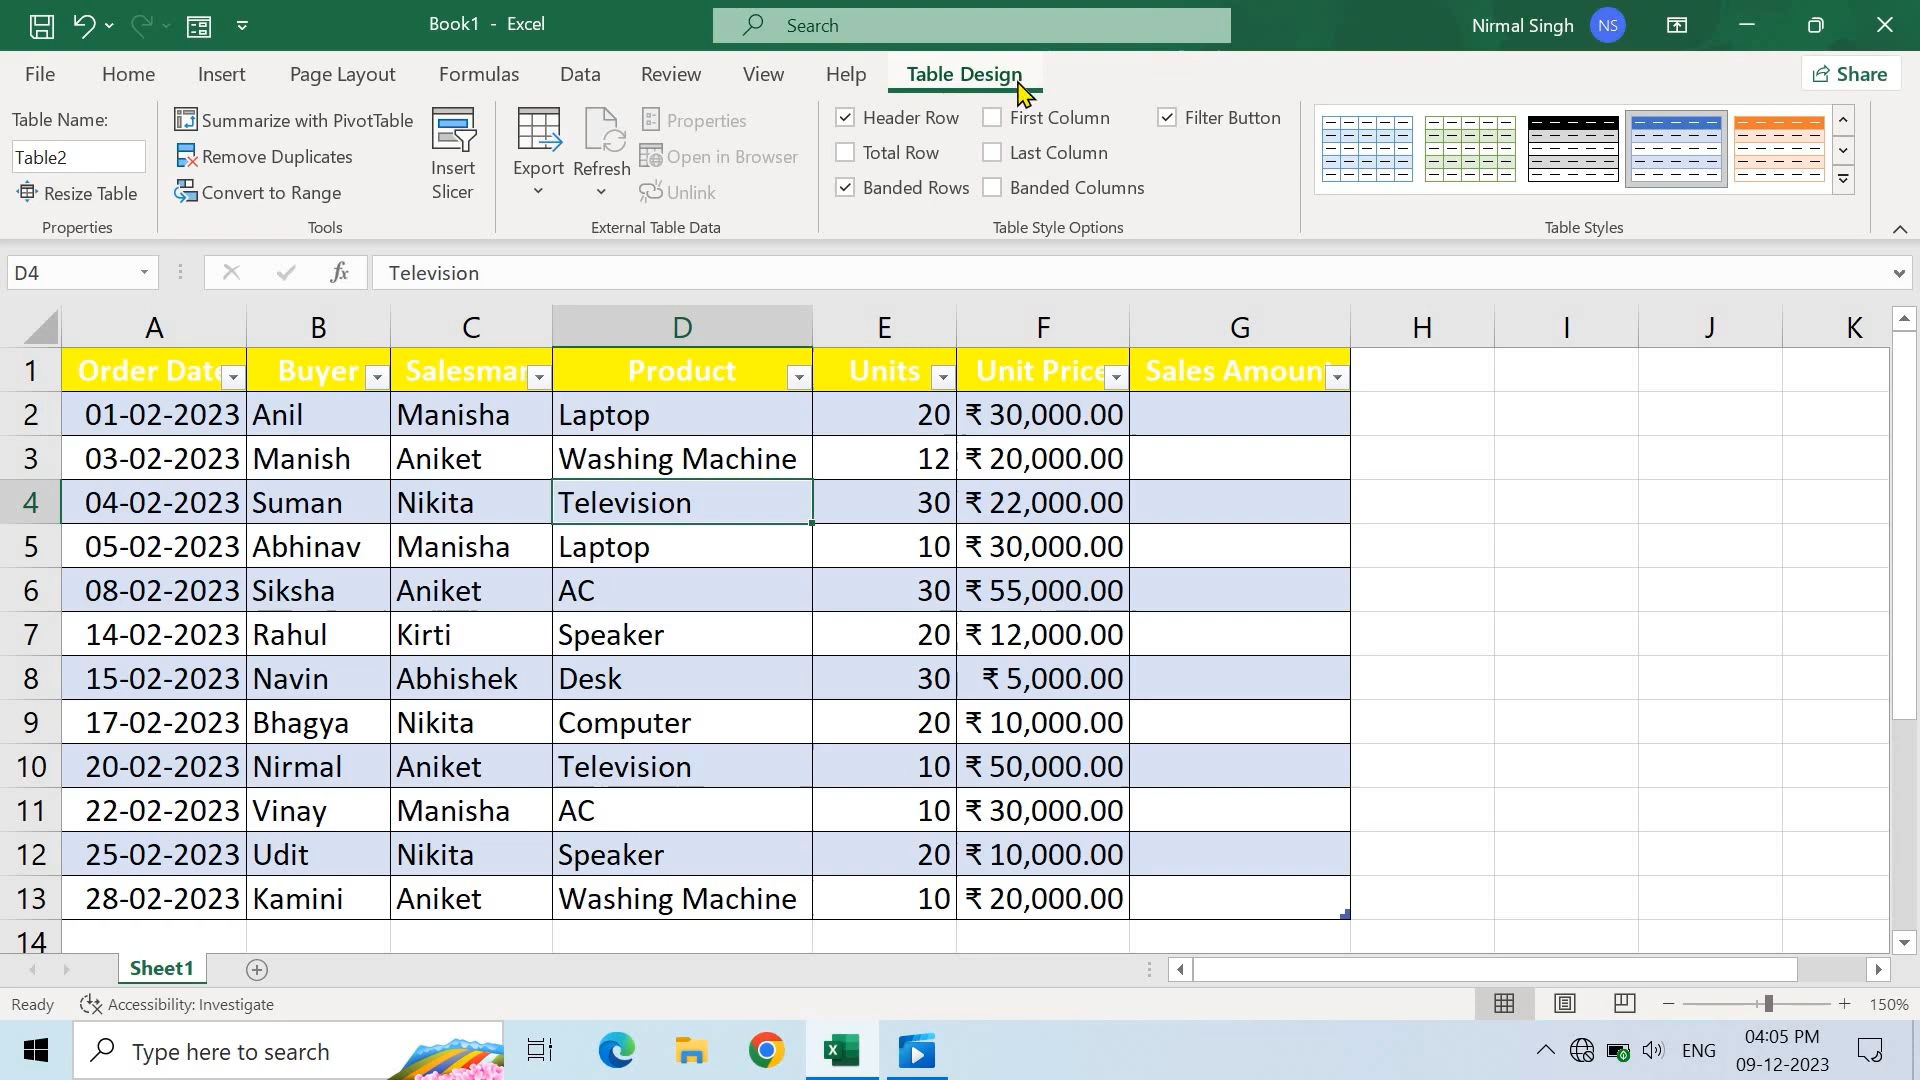 Book1 - Excel
Search
Nirmal Singh NS
File Home Insert Page Layout Formulas Data Review View Help Table Design Share
Table Name:
Table2
Resize Table
Properties
Summarize with PivotTable
Remove Duplicates
Convert to Range
Tools
Insert
Slicer
Export
Refresh
Properties
Open in Browser
Unlink
External Table Data
Header Row First Column Filter Button
Total Row Last Column
Banded Rows Banded Columns
Table Style Options
Table Styles
D4 fx Television
A B C D E F G H I J K
1 Order Date Buyer Salesman Product Units Unit Price Sales Amount
2 01-02-2023 Anil Manisha Laptop 20 ₹ 30,000.00
3 03-02-2023 Manish Aniket Washing Machine 12 ₹ 20,000.00
4 04-02-2023 Suman Nikita Television 30 ₹ 22,000.00
5 05-02-2023 Abhinav Manisha Laptop 10 ₹ 30,000.00
6 08-02-2023 Siksha Aniket AC 30 ₹ 55,000.00
7 14-02-2023 Rahul Kirti Speaker 20 ₹ 12,000.00
8 15-02-2023 Navin Abhishek Desk 30 ₹ 5,000.00
9 17-02-2023 Bhagya Nikita Computer 20 ₹ 10,000.00
10 20-02-2023 Nirmal Aniket Television 10 ₹ 50,000.00
11 22-02-2023 Vinay Manisha AC 10 ₹ 30,000.00
12 25-02-2023 Udit Nikita Speaker 20 ₹ 10,000.00
13 28-02-2023 Kamini Aniket Washing Machine 10 ₹ 20,000.00
14
Sheet1
Ready Accessibility: Investigate 150%
Type here to search
ENG
04:05 PM
09-12-2023